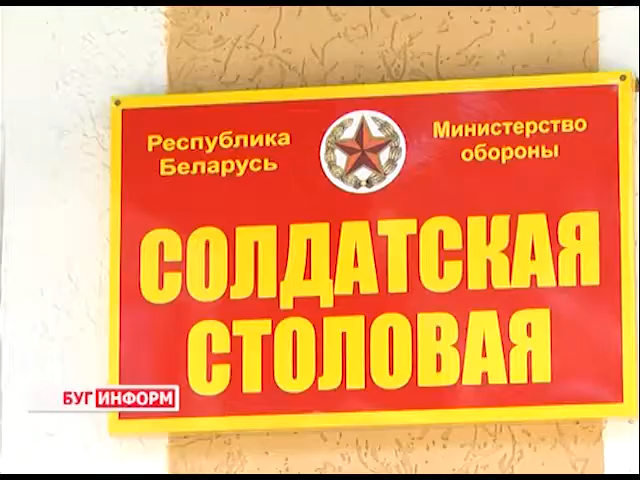 Республика
Беларусь
Министерство
обороны
СОЛДАТСКАЯ
СТОЛОВАЯ
БУГ ИНФОРМ